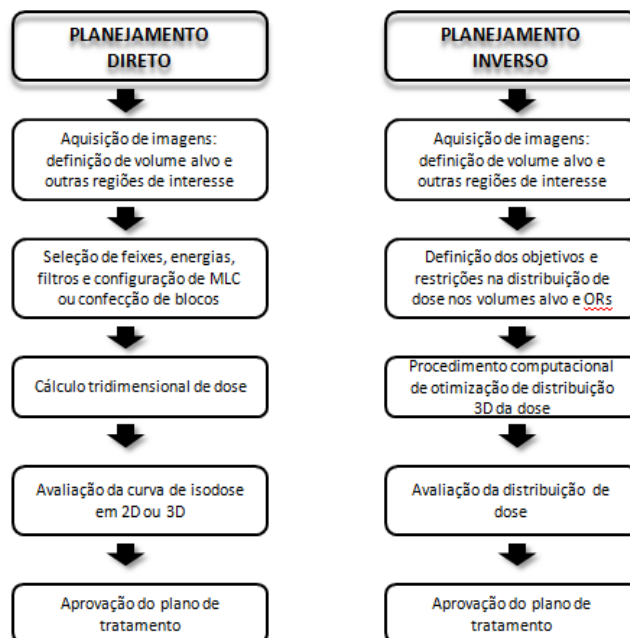 PLANEJAMENTO
DIRETO
Aquisição de imagens:
definição de volume alvo e
outras regiões de interesse
Seleção de feixes, energias,
filtros e configuração de MLC
ou confecção de blocos
Cálculo tridimensional de dose
Avaliação da curva de isodose
em 2D ou 3D
Aprovação do plano de
tratamento
PLANEJAMENTO
INVERSO
Aquisição de imagens:
definição de volume alvo e
outras regiões de interesse
Definição dos objetivos e
restrições na distribuição de
dose nos volumes alvo e ORs
Procedimento computacional
de otimização de distribuição
3D da dose
Avaliação da distribuição de
dose
Aprovação do plano de
tratamento